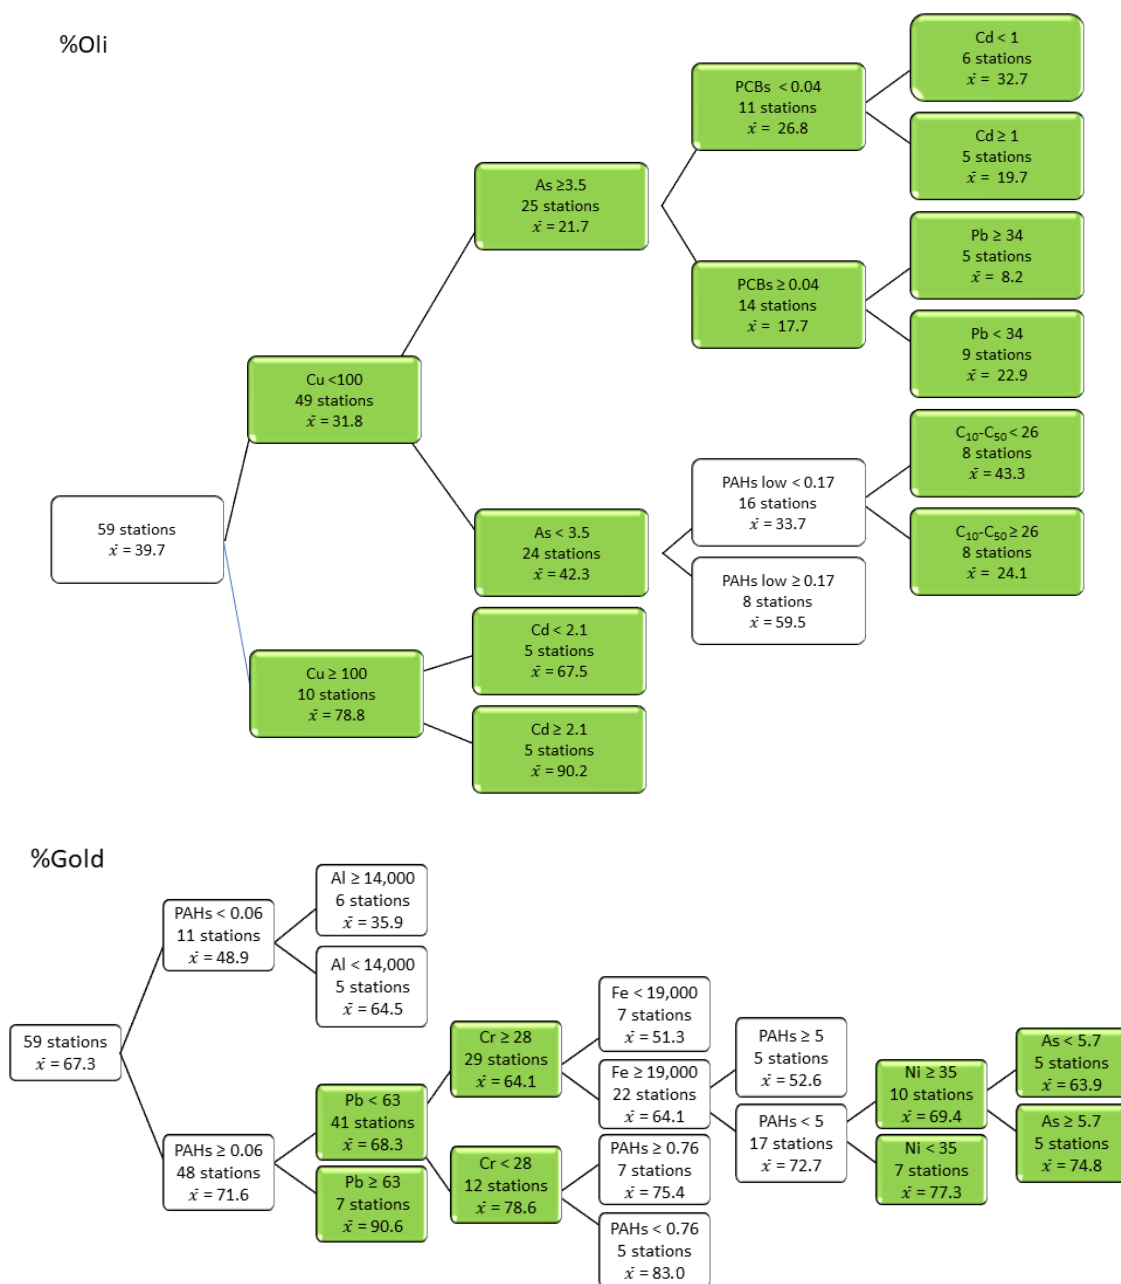 %Oli
Cd < 1
6 stations
x̄ = 32.7
PCBs < 0.04
11 stations
x̄ = 26.8
Cd ≥ 1
5 stations
x̄ = 19.7
As ≥3.5
25 stations
x̄ = 21.7
Pb ≥ 34
5 stations
x̄ = 8.2
PCBs ≥ 0.04
14 stations
x̄ = 17.7
Pb < 34
9 stations
x̄ = 22.9
Cu <100
49 stations
x̄ = 31.8
C₁₀-C₅₀ < 26
8 stations
x̄ = 43.3
PAHs low < 0.17
16 stations
x̄ = 33.7
59 stations
x̄ = 39.7
As < 3.5
24 stations
x̄ = 42.3
C₁₀-C₅₀ ≥ 26
8 stations
x̄ = 24.1
PAHs low ≥ 0.17
8 stations
x̄ = 59.5
Cd < 2.1
5 stations
x̄ = 67.5
Cu ≥ 100
10 stations
x̄ = 78.8
Cd ≥ 2.1
5 stations
x̄ = 90.2
%Gold
Al ≥ 14,000
6 stations
x̄ = 35.9
PAHs < 0.06
11 stations
x̄ = 48.9
Al < 14,000
5 stations
x̄ = 64.5
59 stations
x̄ = 67.3
Fe < 19,000
7 stations
x̄ = 51.3
Cr ≥ 28
29 stations
x̄ = 64.1
PAHs ≥ 5
5 stations
x̄ = 52.6
As < 5.7
5 stations
x̄ = 63.9
Fe ≥ 19,000
22 stations
x̄ = 64.1
Ni ≥ 35
10 stations
x̄ = 69.4
Pb < 63
41 stations
x̄ = 68.3
PAHs < 5
17 stations
x̄ = 72.7
As ≥ 5.7
5 stations
x̄ = 74.8
PAHs ≥ 0.06
48 stations
x̄ = 71.6
Cr < 28
12 stations
x̄ = 78.6
PAHs ≥ 0.76
7 stations
x̄ = 75.4
Ni < 35
7 stations
x̄ = 77.3
Pb ≥ 63
7 stations
x̄ = 90.6
PAHs < 0.76
5 stations
x̄ = 83.0